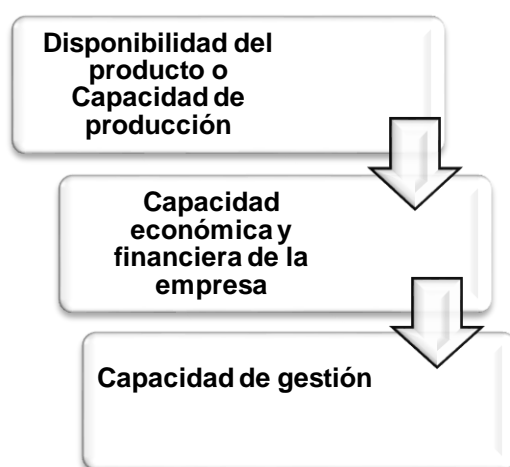 Disponibilidad del
producto o
Capacidad de
producción
Capacidad
económica y
financiera de la
empresa
Capacidad de gestión